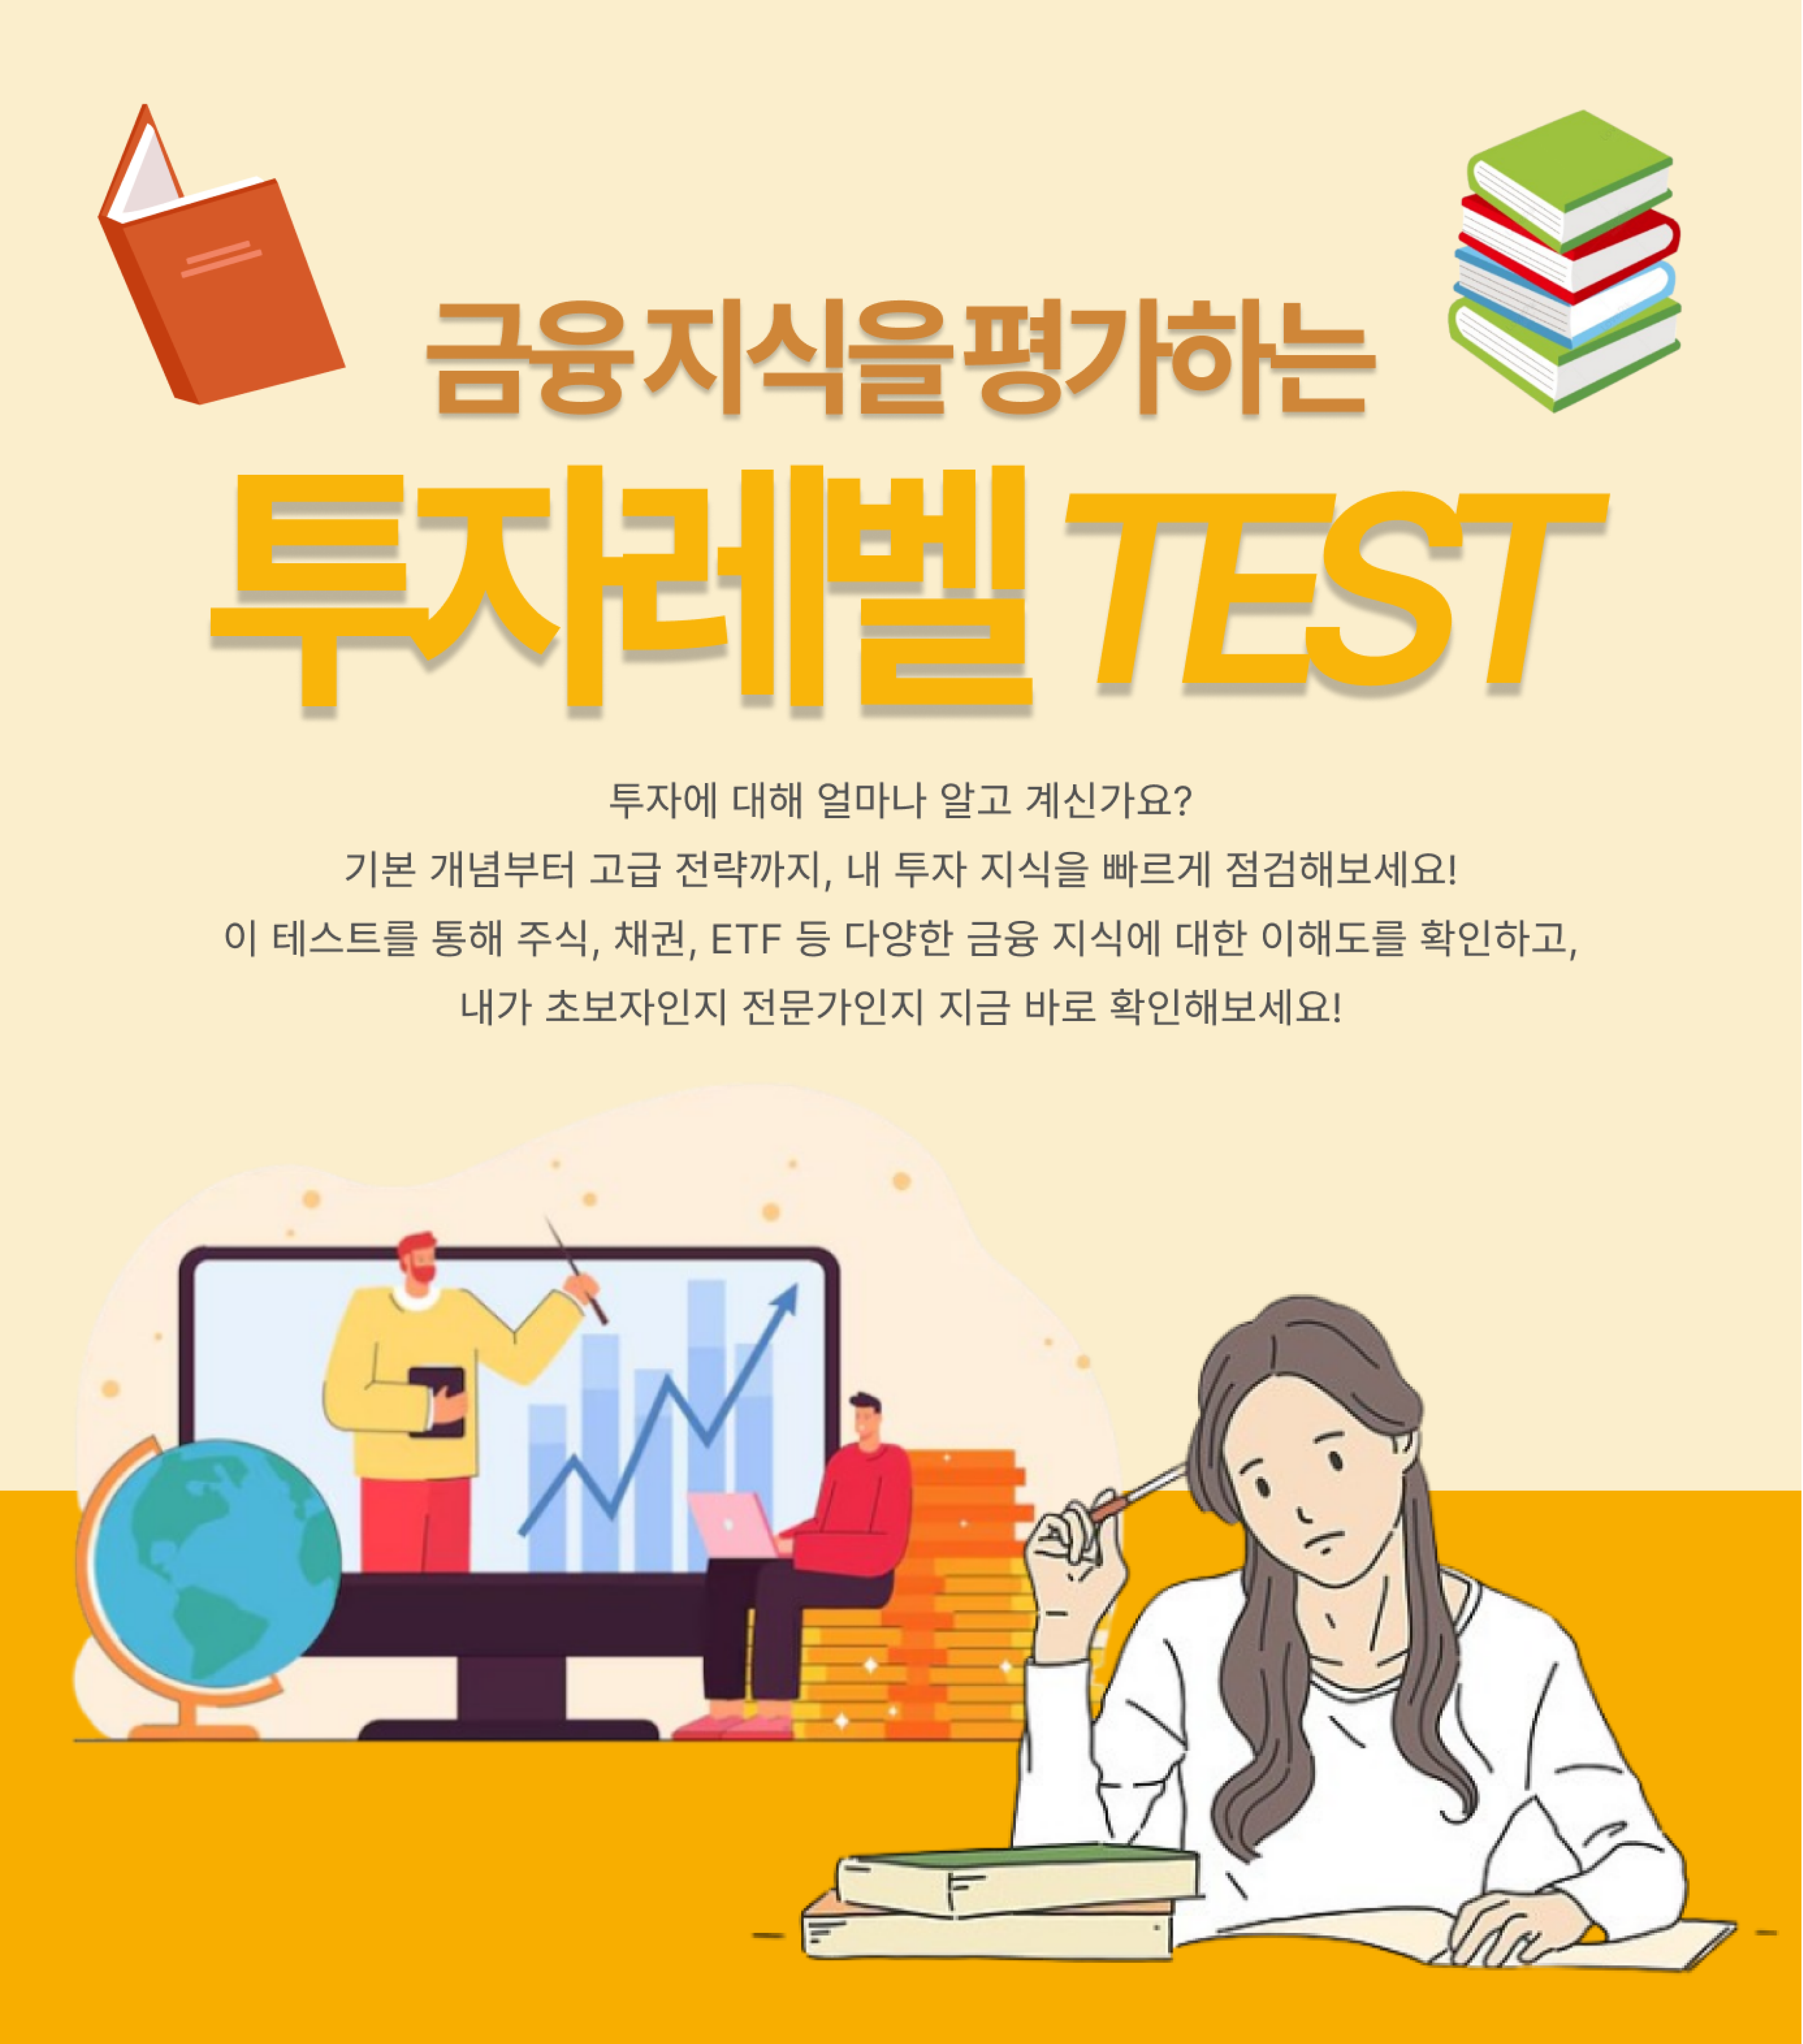 금융 지식을 평가하는
투자레벨 TEST
투자에 대해 얼마나 알고 계신가요?
기본 개념부터 고급 전략까지, 내 투자 지식을 빠르게 점검해보세요!
이 테스트를 통해 주식, 채권, ETF 등 다양한 금융 지식에 대한 이해도를 확인하고,
내가 초보자인지 전문가인지 지금 바로 확인해보세요!